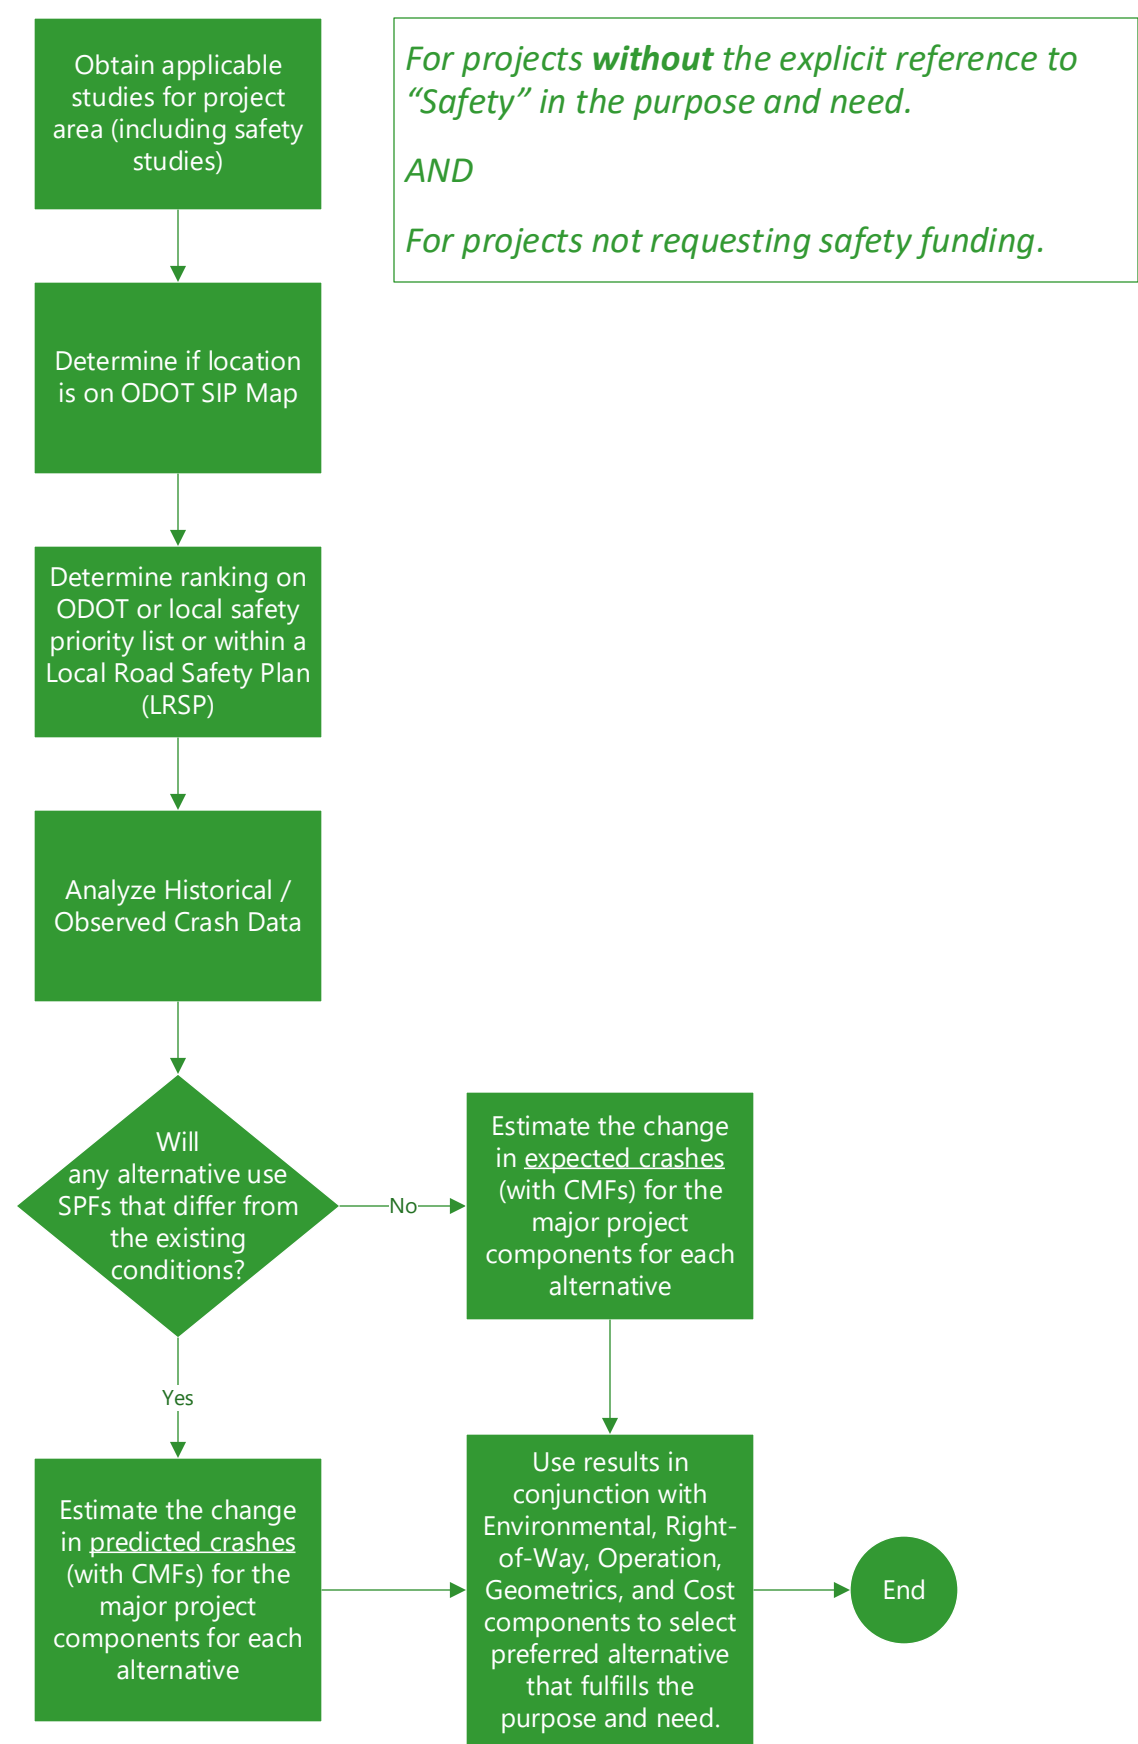 Obtain applicable
studies for project
area (including safety
studies)
For projects without the explicit reference to
“Safety” in the purpose and need.
AND
For projects not requesting safety funding.
Determine if location
is on ODOT SIP Map
Determine ranking on
ODOT or local safety
priority list or within a
Local Road Safety Plan
(LRSP)
Analyze Historical /
Observed Crash Data
Will
any alternative use
SPFs that differ from
the existing
conditions?
No
Estimate the change
in expected crashes
(with CMFs) for the
major project
components for each
alternative
Yes
Estimate the change
in predicted crashes
(with CMFs) for the
major project
components for each
alternative
Use results in
conjunction with
Environmental, Right-
of-Way, Operation,
Geometrics, and Cost
components to select
preferred alternative
that fulfills the
purpose and need.
End